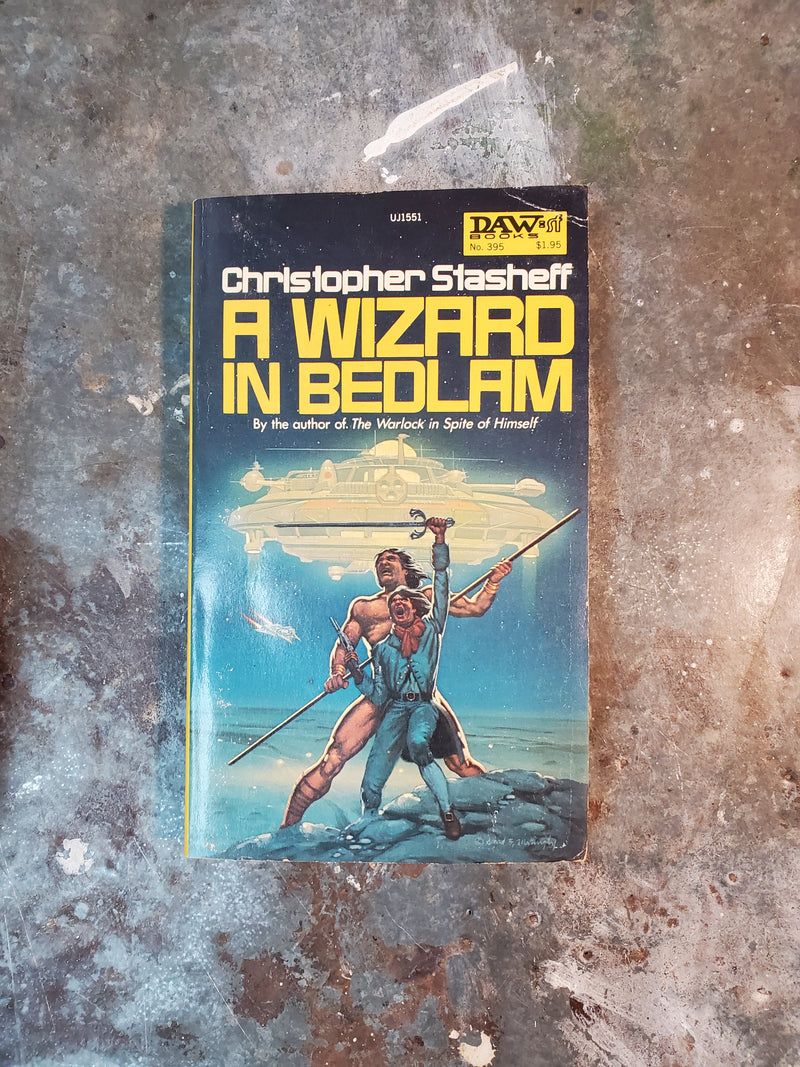 UJ1551
DAW sf
BOOKS
No. 395 $1.95
Christopher Stasheff
A WIZARD
IN BEDLAM
By the author of The Warlock in Spite of Himself